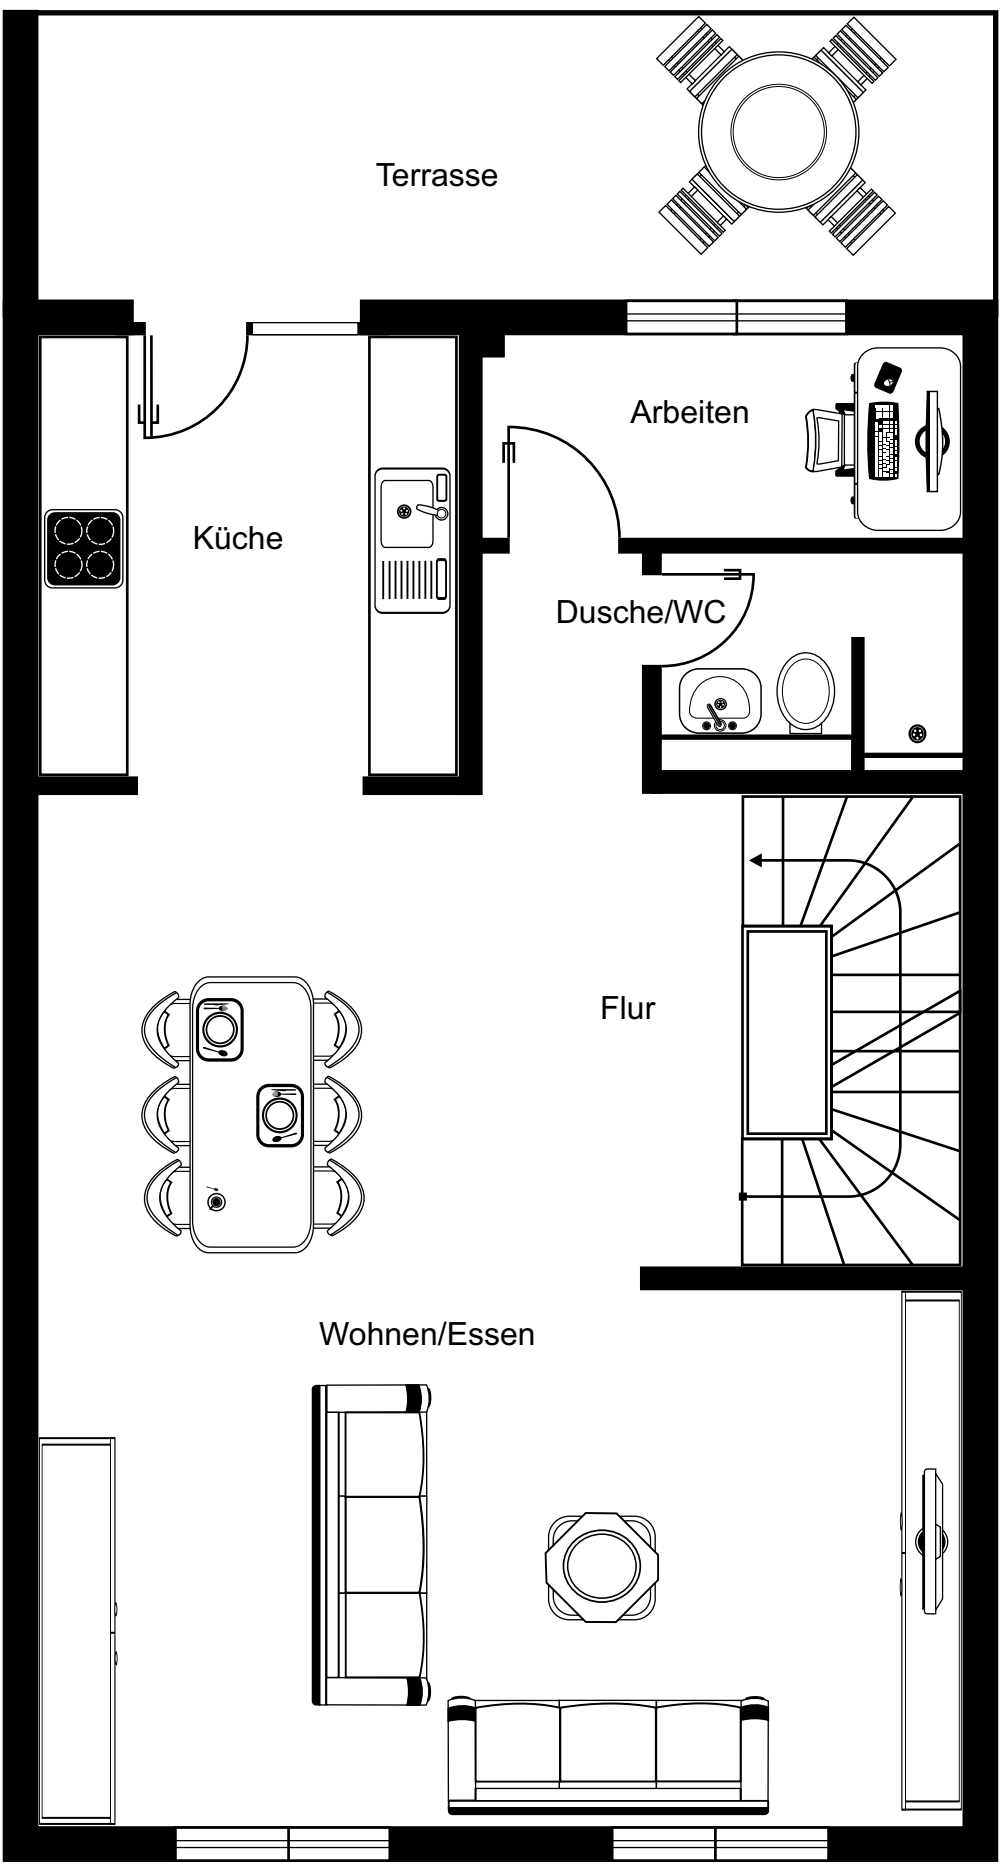 Terrasse
Arbeiten
Küche
Dusche/WC
Flur
Wohnen/Essen